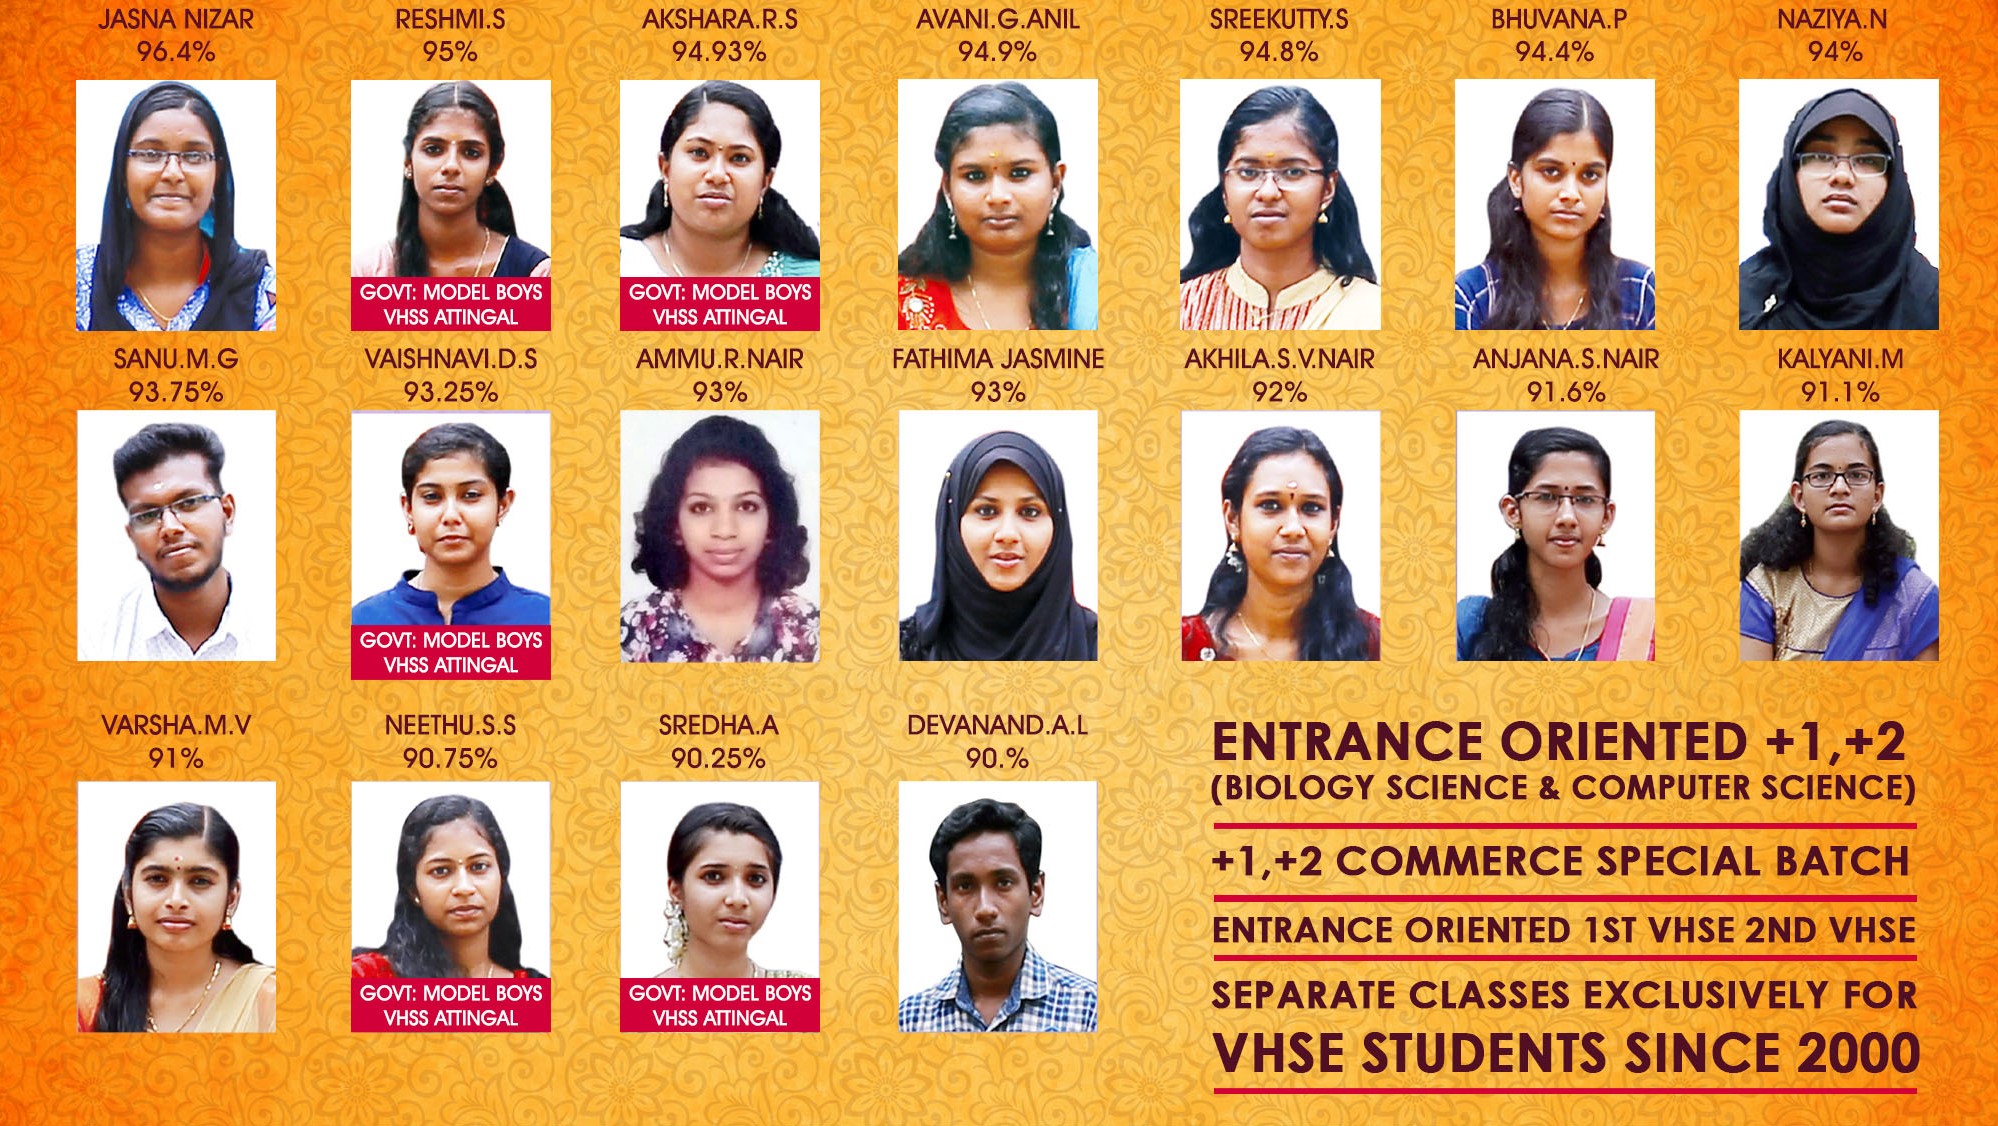 JASNA NIZAR
96.4%
RESHMI.S
95%
AKSHARA.R.S
94.93%
AVANI.G.ANIL
94.9%
SREEKUTTY.S
94.8%
BHUVANA.P
94.4%
NAZIYA.N
94%
GOVT: MODEL BOYS
VHSS ATTINGAL
GOVT: MODEL BOYS
VHSS ATTINGAL
SANU.M.G
93.75%
VAISHNAVI.D.S
93.25%
AMMU.R.NAIR
93%
FATHIMA JASMINE
93%
AKHILA.S.V.NAIR
92%
ANJANA.S.NAIR
91.6%
KALYANI.M
91.1%
GOVT: MODEL BOYS
VHSS ATTINGAL
VARSHA.M.V
91%
NEETHU.S.S
90.75%
SREDHA.A
90.25%
DEVANAND.A.L
90.%
GOVT: MODEL BOYS
VHSS ATTINGAL
GOVT: MODEL BOYS
VHSS ATTINGAL
ENTRANCE ORIENTED +1,+2
(BIOLOGY SCIENCE & COMPUTER SCIENCE)
+1,+2 COMMERCE SPECIAL BATCH
ENTRANCE ORIENTED 1ST VHSE 2ND VHSE
SEPARATE CLASSES EXCLUSIVELY FOR
VHSE STUDENTS SINCE 2000